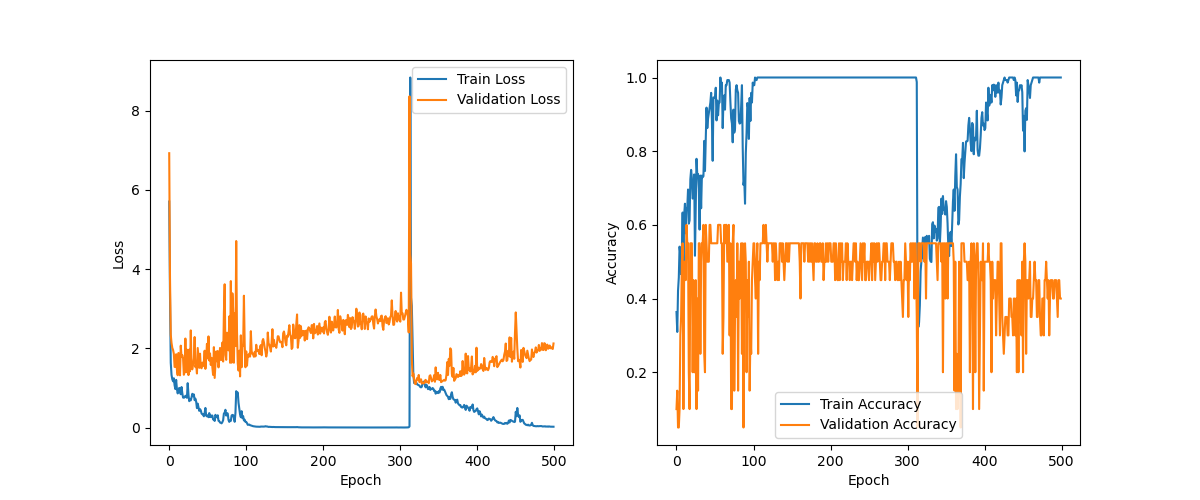 Train Loss
Validation Loss
8
6
4
2
0
Loss
0 100 200 300 400 500
Epoch
1.0
0.8
0.6
0.4
0.2
Accuracy
Train Accuracy
Validation Accuracy
0 100 200 300 400 500
Epoch